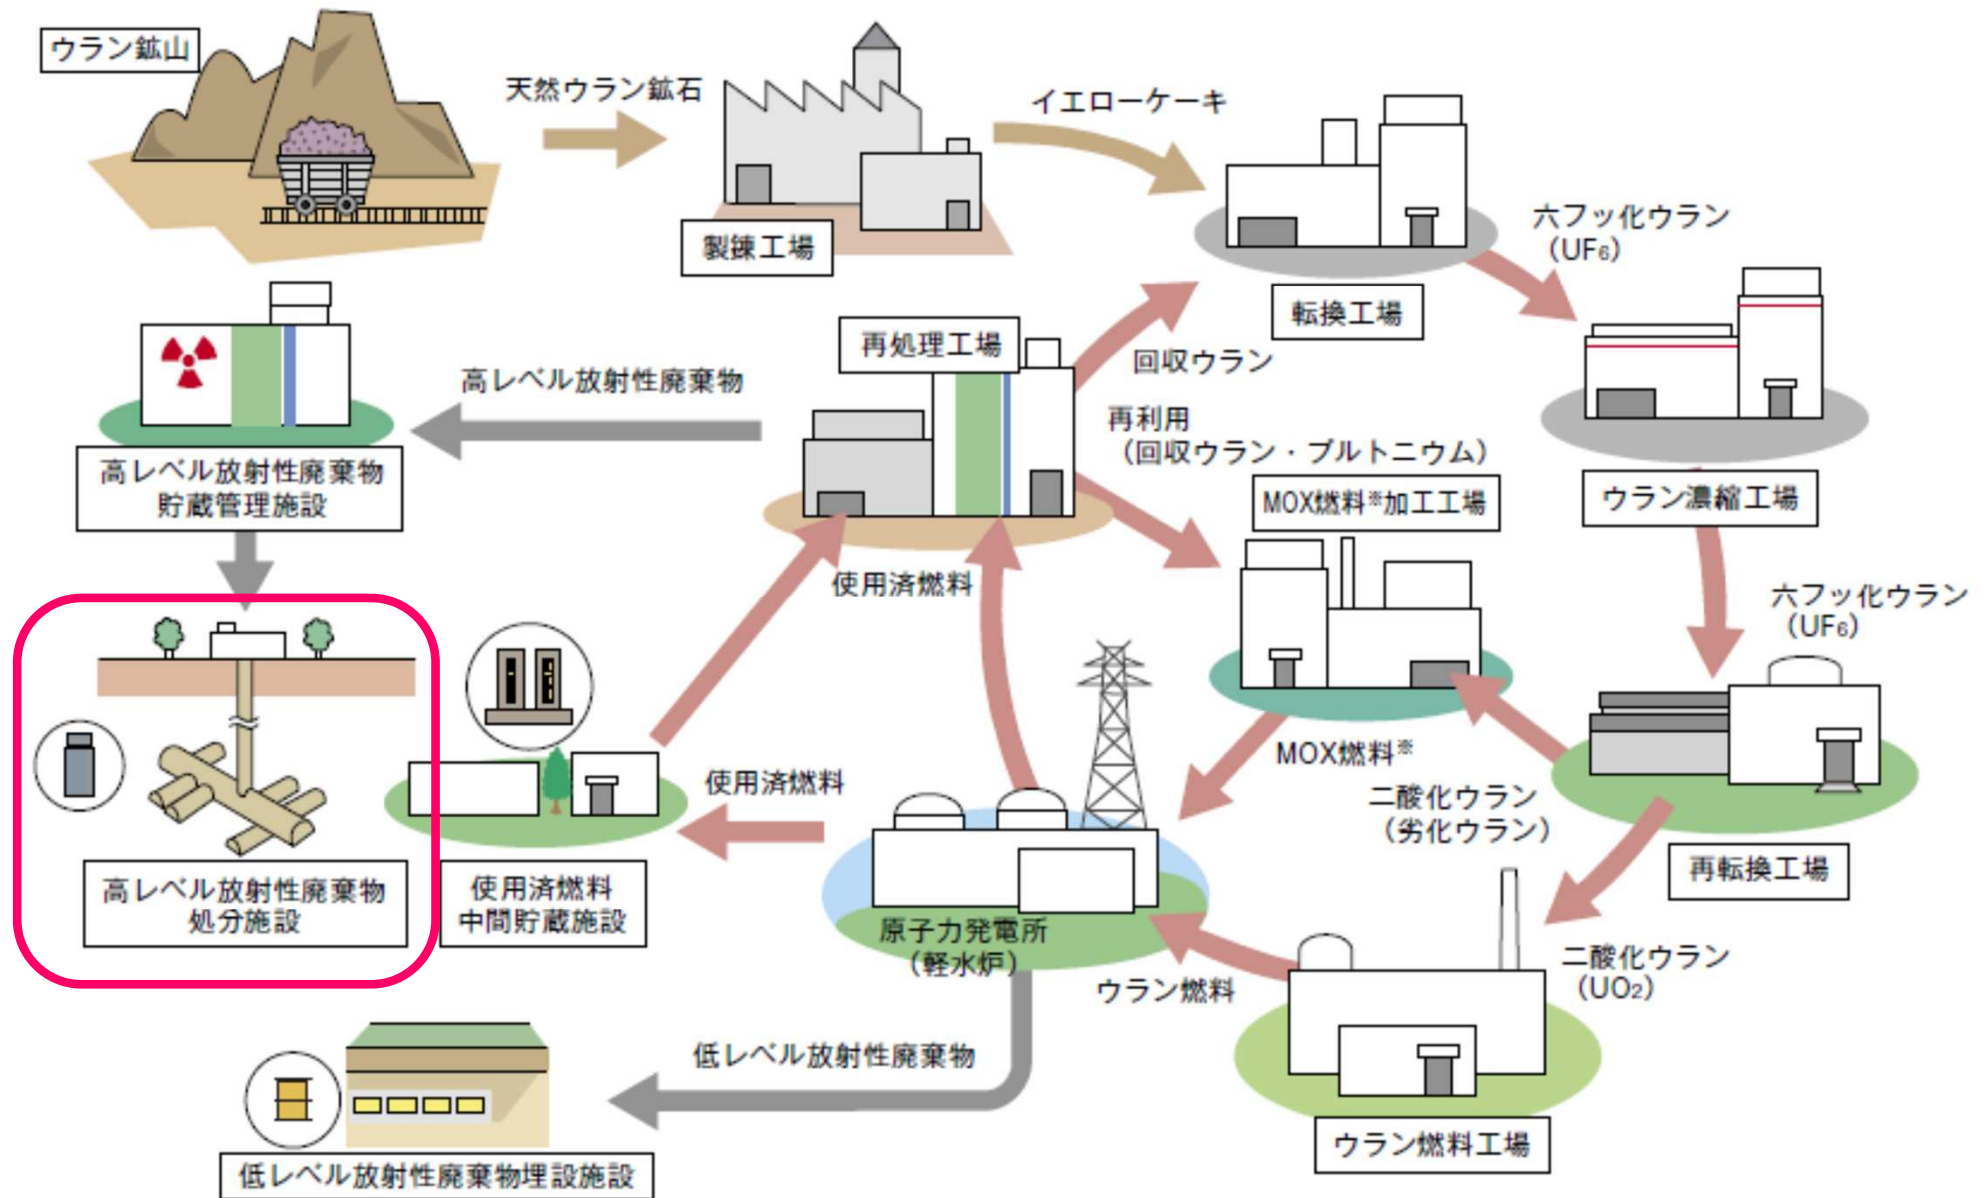 ウラン鉱山
天然ウラン鉱石
イエローケーキ
製錬工場
六フッ化ウラン
（UF₆）
転換工場
再処理工場
回収ウラン
高レベル放射性廃棄物
再利用
（回収ウラン・プルトニウム）
高レベル放射性廃棄物
貯蔵管理施設
MOX燃料※加工工場
ウラン濃縮工場
使用済燃料
六フッ化ウラン
（UF₆）
MOX燃料※
使用済燃料
二酸化ウラン
（劣化ウラン）
再転換工場
高レベル放射性廃棄物
処分施設
使用済燃料
中間貯蔵施設
原子力発電所
（軽水炉）
ウラン燃料
二酸化ウラン
（UO₂）
低レベル放射性廃棄物
ウラン燃料工場
低レベル放射性廃棄物埋設施設